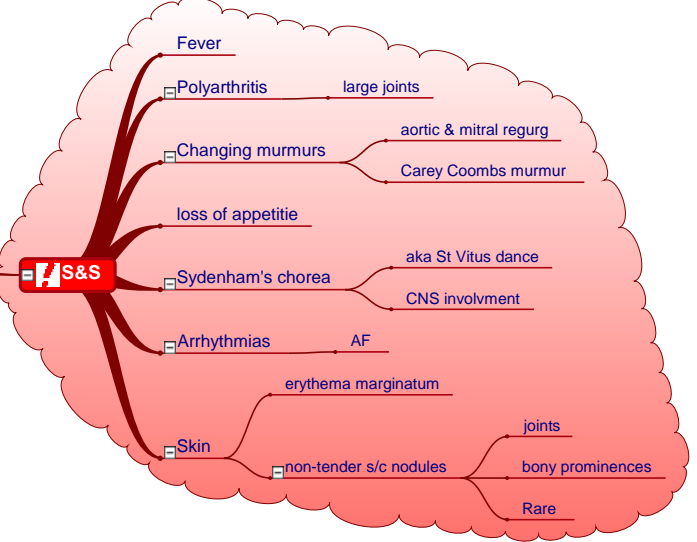 Fever
Polyarthritis
large joints
Changing murmurs
aortic & mitral regurg
Carey Coombs murmur
loss of appetitie
S&S
Sydenham's chorea
aka St Vitus dance
CNS involvment
Arrhythmias
AF
Skin
erythema marginatum
non-tender s/c nodules
joints
bony prominences
Rare